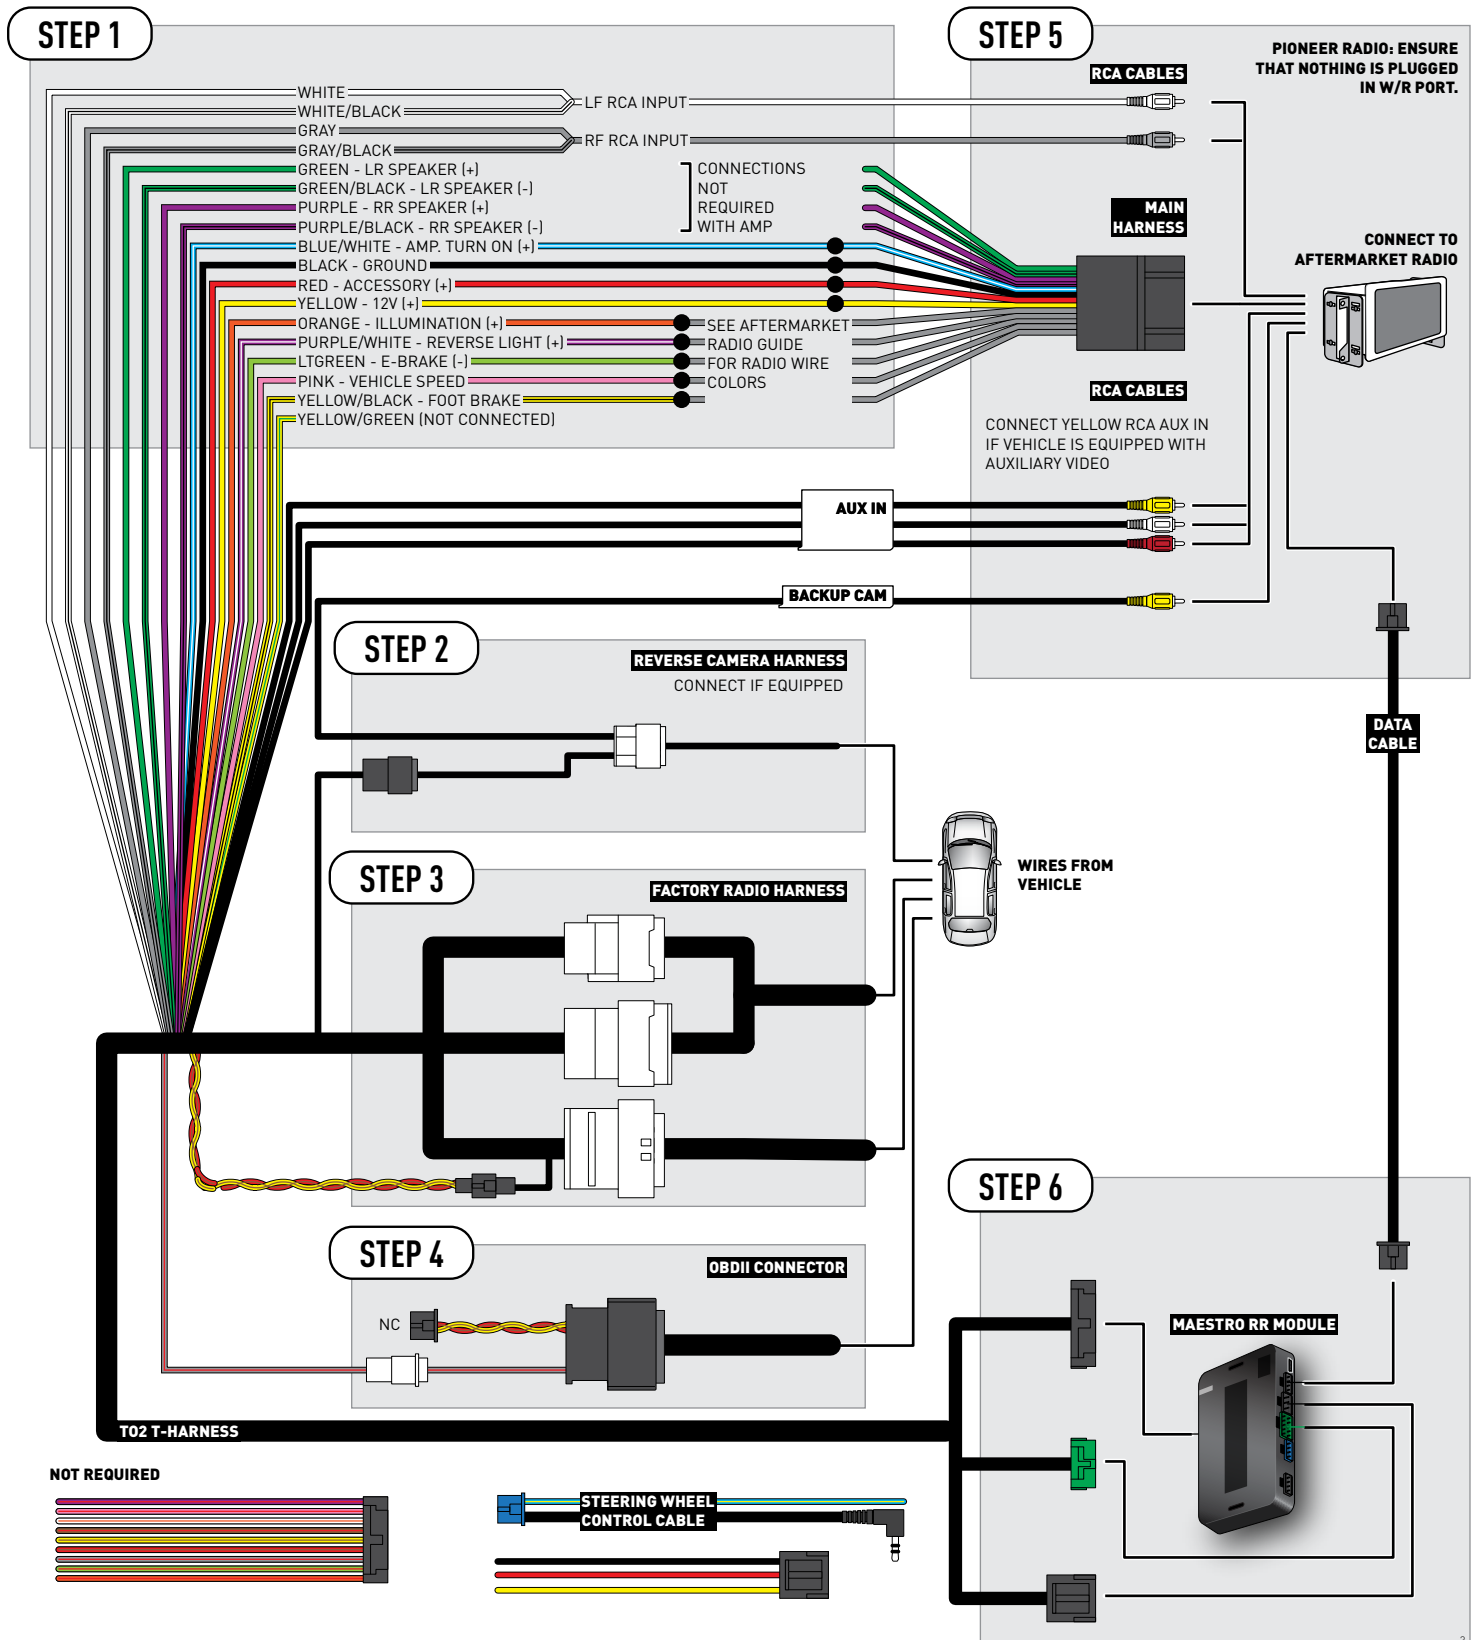 STEP 1
WHITE
WHITE/BLACK
GRAY
GRAY/BLACK
LF RCA INPUT
RF RCA INPUT
GREEN - LR SPEAKER (+)
GREEN/BLACK - LR SPEAKER (-)
PURPLE - RR SPEAKER (+)
PURPLE/BLACK - RR SPEAKER (-)
CONNECTIONS
NOT
REQUIRED
WITH AMP
BLUE/WHITE - AMP. TURN ON (+)
BLACK - GROUND
RED - ACCESSORY (+)
YELLOW - 12V (+)
ORANGE - ILLUMINATION (+)
PURPLE/WHITE - REVERSE LIGHT (+)
LTGREEN - E-BRAKE (-)
PINK - VEHICLE SPEED
YELLOW/BLACK - FOOT BRAKE
YELLOW/GREEN (NOT CONNECTED)
SEE AFTERMARKET
RADIO GUIDE
FOR RADIO WIRE
COLORS
STEP 5
PIONEER RADIO: ENSURE
THAT NOTHING IS PLUGGED
IN W/R PORT.
RCA CABLES
MAIN
HARNESS
CONNECT TO
AFTERMARKET RADIO
RCA CABLES
CONNECT YELLOW RCA AUX IN
IF VEHICLE IS EQUIPPED WITH
AUXILIARY VIDEO
AUX IN
BACKUP CAM
STEP 2
REVERSE CAMERA HARNESS
CONNECT IF EQUIPPED
DATA
CABLE
STEP 3
FACTORY RADIO HARNESS
WIRES FROM
VEHICLE
STEP 4
OBDII CONNECTOR
NC
STEP 6
MAESTRO RR MODULE
TO2 T-HARNESS
NOT REQUIRED
STEERING WHEEL
CONTROL CABLE